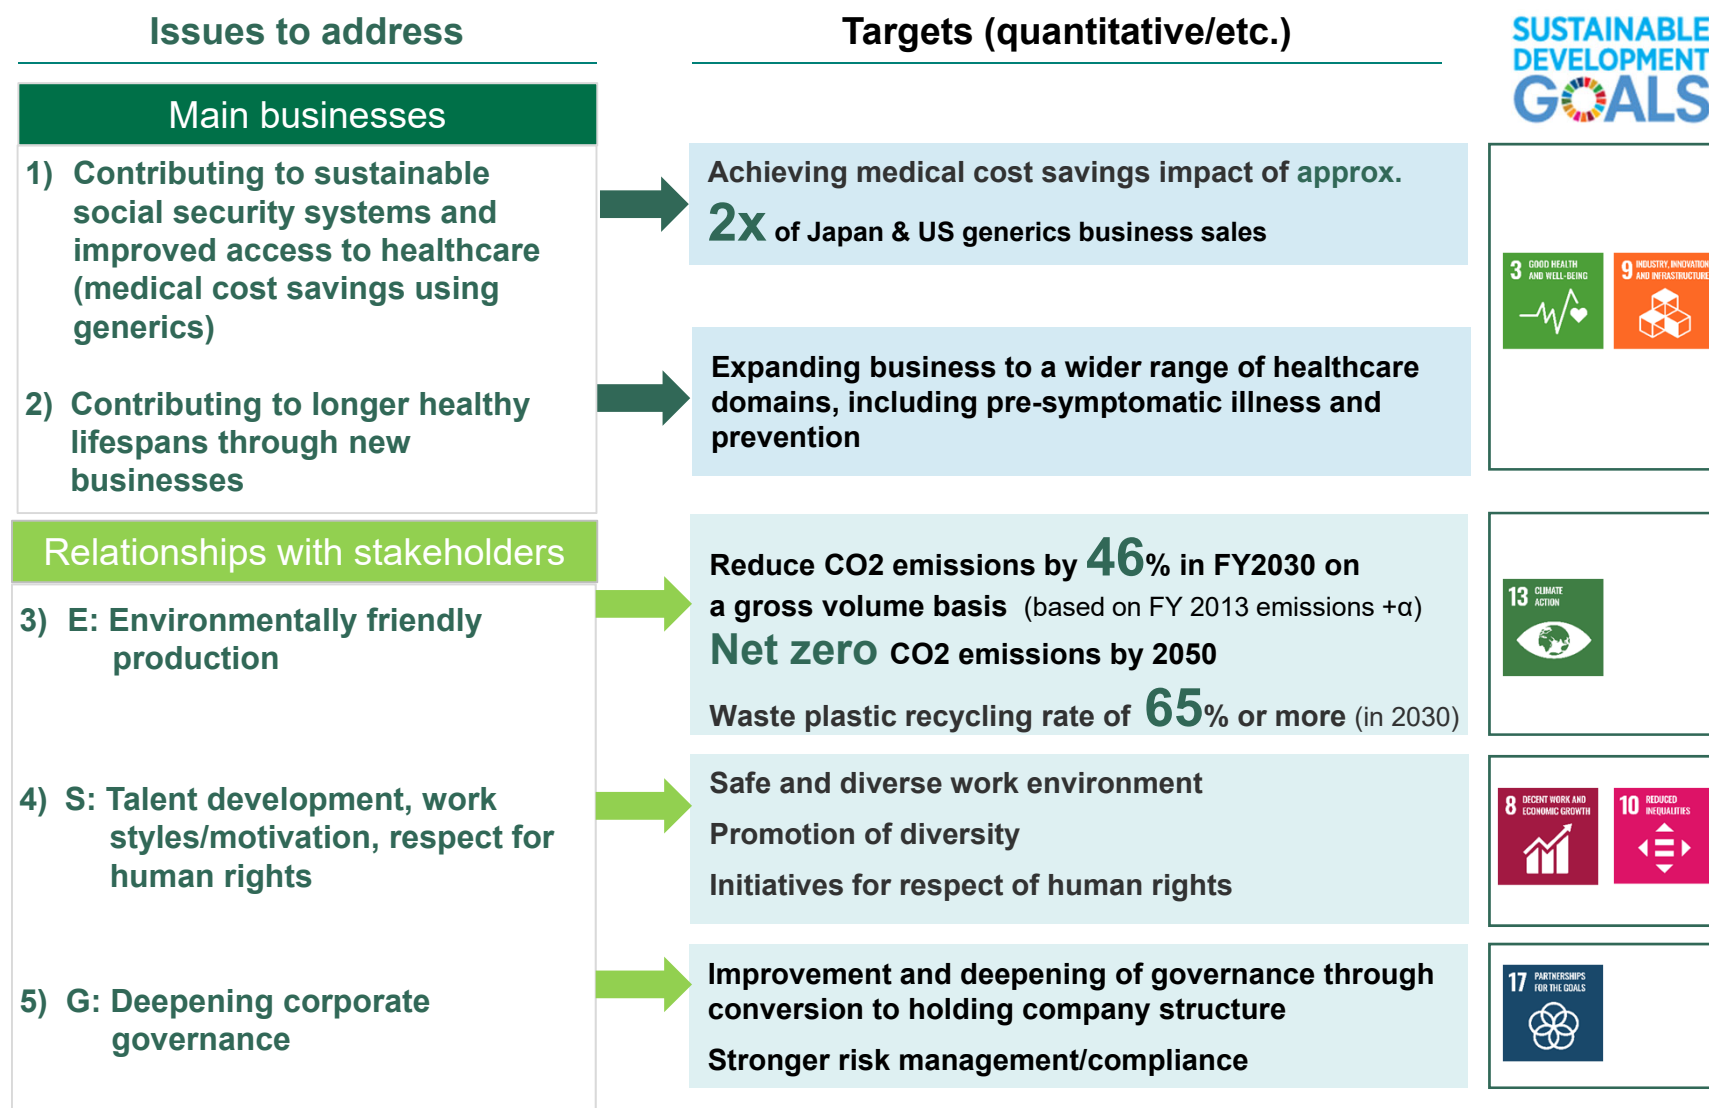 Issues to address
Targets (quantitative/etc.)
SUSTAINABLE
DEVELOPMENT
GOALS
Main businesses
1) Contributing to sustainable
social security systems and
improved access to healthcare
(medical cost savings using
generics)
Achieving medical cost savings impact of approx.
2x of Japan & US generics business sales
3 GOOD HEALTH
AND WELL-BEING
9 INDUSTRY, INNOVATION
AND INFRASTRUCTURE
2) Contributing to longer healthy
lifespans through new
businesses
Expanding business to a wider range of healthcare
domains, including pre-symptomatic illness and
prevention
Relationships with stakeholders
3) E: Environmentally friendly
production
Reduce CO2 emissions by 46% in FY2030 on
a gross volume basis (based on FY 2013 emissions +α)
Net zero CO2 emissions by 2050
Waste plastic recycling rate of 65% or more (in 2030)
13 CLIMATE
ACTION
4) S: Talent development, work
styles/motivation, respect for
human rights
Safe and diverse work environment
Promotion of diversity
Initiatives for respect of human rights
8 DECENT WORK AND
ECONOMIC GROWTH
10 REDUCED
INEQUALITIES
5) G: Deepening corporate
governance
Improvement and deepening of governance through
conversion to holding company structure
Stronger risk management/compliance
17 PARTNERSHIPS
FOR THE GOALS